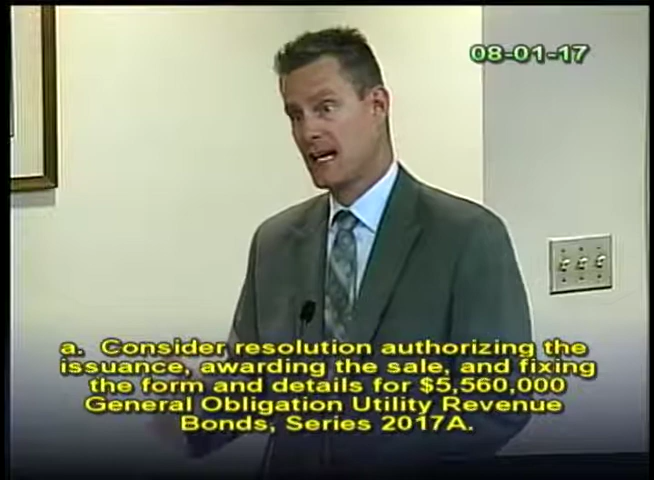 08-01-17
a. Consider resolution authorizing the
issuance, awarding the sale, and fixing
the form and details for $5,560,000
General Obligation Utility Revenue
Bonds, Series 2017A.